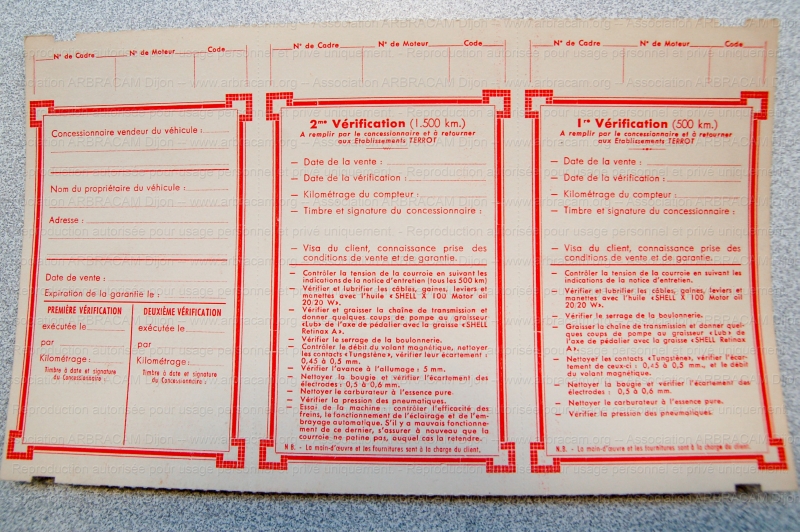 N° de Cadre N° de Moteur Code
Concessionnaire vendeur du véhicule :
Nom du propriétaire du véhicule :
Adresse :
Date de vente :
Expiration de la garantie le :
PREMIÈRE VÉRIFICATION
exécutée le
par
Kilométrage :
Timbre à date et signature
du Concessionnaire :
DEUXIÈME VÉRIFICATION
exécutée le
par
Kilométrage :
Timbre à date et signature
du Concessionnaire :
N° de Cadre N° de Moteur Code
2me Vérification (1.500 km.)
A remplir par le concessionnaire et à retourner
aux Etablissements TERROT
— Date de la vente :
— Date de la vérification :
— Kilométrage du compteur :
— Timbre et signature du concessionnaire :
— Visa du client, connaissance prise des
conditions de vente et de garantie.
— Contrôler la tension de la courroie en suivant les
indications de la notice d'entretien (tous les 500 km)
— Vérifier et lubrifier les câbles, gaines, leviers et
manettes avec l'huile «SHELL X 100 Motor oil
20-20 W».
— Vérifier et graisser la chaîne de transmission et
donner quelques coups de pompe au graisseur
«Lub» de l'axe de pédalier avec la graisse «SHELL
Retinax A».
— Vérifier le serrage de la boulonnerie.
— Contrôler le débit du volant magnétique, nettoyer
les contacts «Tungstène», vérifier leur écartement :
0,45 à 0,5 mm.
— Vérifier l'avance à l'allumage : 5 mm.
— Nettoyer la bougie et vérifier l'écartement des
électrodes : 0,5 à 0,6 mm.
— Nettoyer le carburateur à l'essence pure.
— Vérifier la pression des pneumatiques.
— Essai de la machine : contrôler l'efficacité des
freins, le fonctionnement de l'éclairage et de l'em-
brayage automatique. S'il y a mauvais fonctionne-
ment de ce dernier, s'assurer à nouveau que la
courroie ne patine pas, auquel cas la retendre.
N.B. - La main-d'œuvre et les fournitures sont à la charge du client.
N° de Cadre N° de Moteur Code
1re Vérification (500 km.)
A remplir par le concessionnaire et à retourner
aux Etablissements TERROT
— Date de la vente :
— Date de la vérification :
— Kilométrage du compteur :
— Timbre et signature du concessionnaire :
— Visa du client, connaissance prise des
conditions de vente et de garantie.
— Contrôler la tension de la courroie en suivant les
indications de la notice d'entretien.
— Vérifier et lubrifier les câbles, gaines, leviers et
manettes avec l'huile «SHELL X 100 Motor oil
20-20 W».
— Vérifier le serrage de la boulonnerie.
— Graisser la chaîne de transmission et donner quel-
ques coups de pompe au graisseur «Lub» de
l'axe de pédalier avec la graisse «SHELL Retinax
A».
— Nettoyer les contacts «Tungstène», vérifier l'écar-
tement de ceux-ci : 0,45 à 0,5 mm., et le débit
du volant magnétique.
— Nettoyer la bougie et vérifier l'écartement des
électrodes : 0,5 à 0,6 mm.
— Nettoyer le carburateur à l'essence pure.
— Vérifier la pression des pneumatiques.
N.B. - La main-d'œuvre et les fournitures sont à la charge du client.